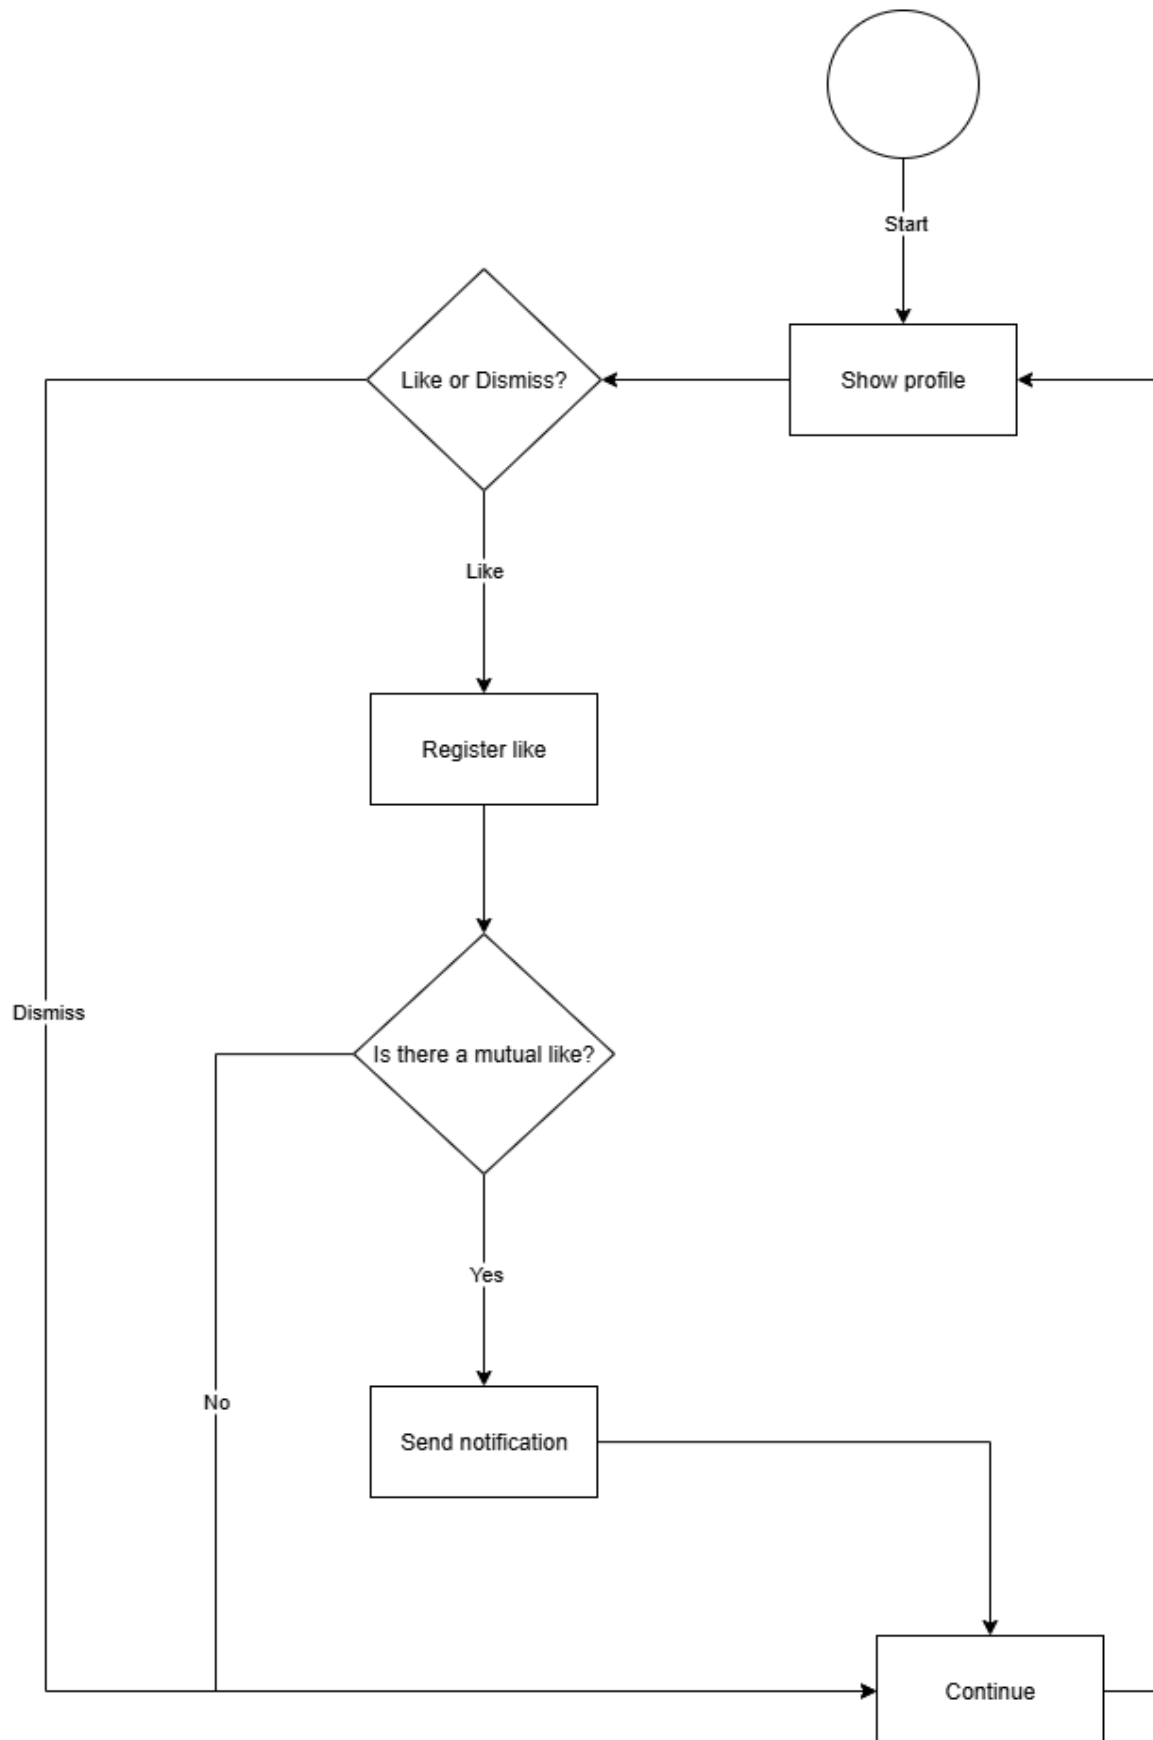 Start
Like or Dismiss?
Show profile
Like
Register like
Dismiss
Is there a mutual like?
Yes
No
Send notification
Continue